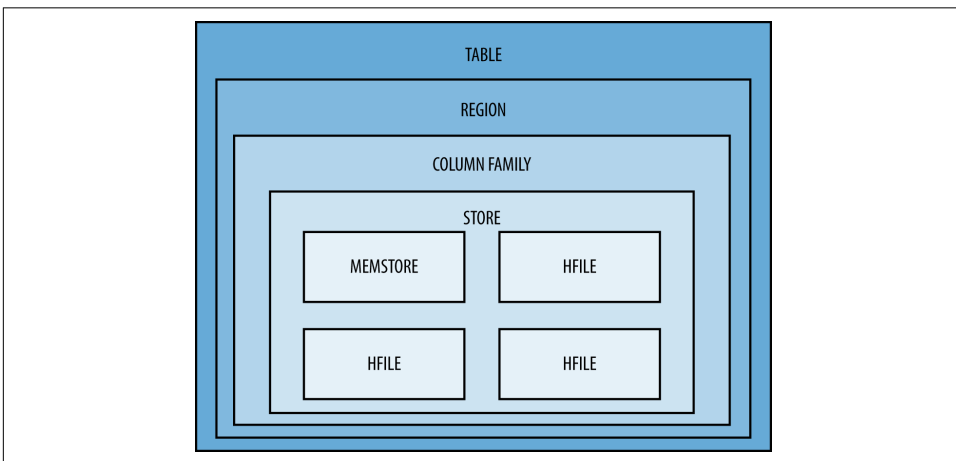 TABLE
REGION
COLUMN FAMILY
STORE
MEMSTORE
HFILE
HFILE
HFILE